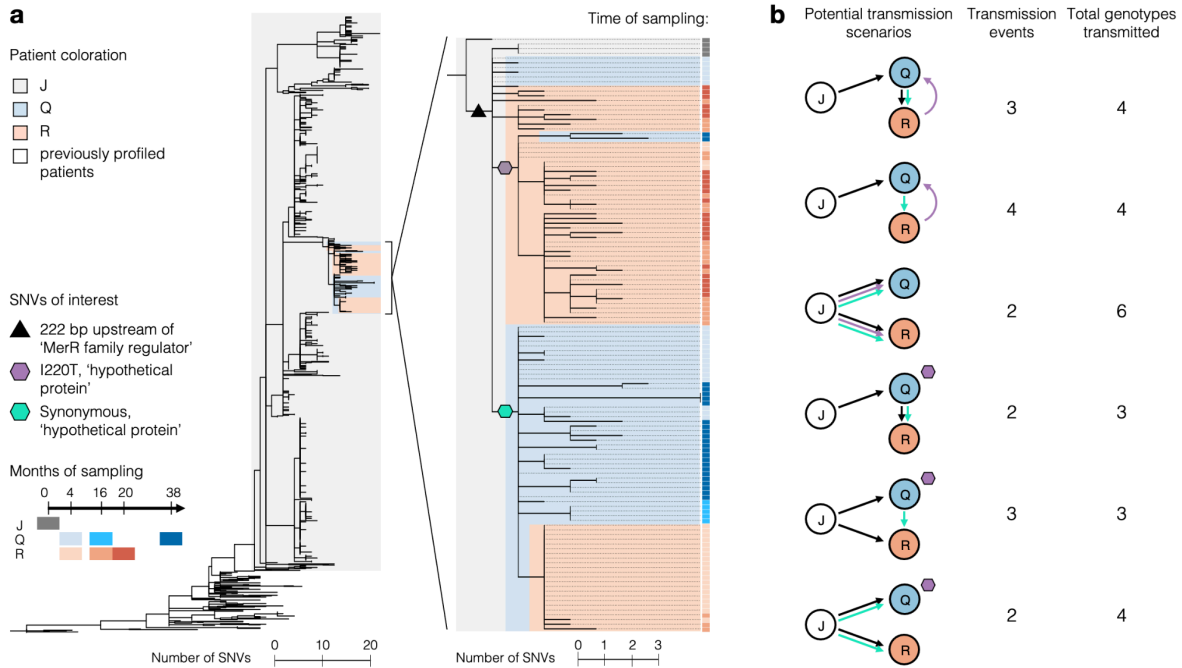 a
Patient coloration
J
Q
R
previously profiled
patients
SNVs of interest
222 bp upstream of
‘MerR family regulator’
I220T, ‘hypothetical
protein’
Synonymous,
‘hypothetical protein’
Months of sampling
0 4 16 20 38
J
Q
R
Number of SNVs
0 10 20
Time of sampling:
Number of SNVs
0 1 2 3
b
Potential transmission
scenarios
Transmission
events
Total genotypes
transmitted
J Q R 3 4
J Q R 4 4
J Q R 2 6
J Q R 2 3
J Q R 3 3
J Q R 2 4